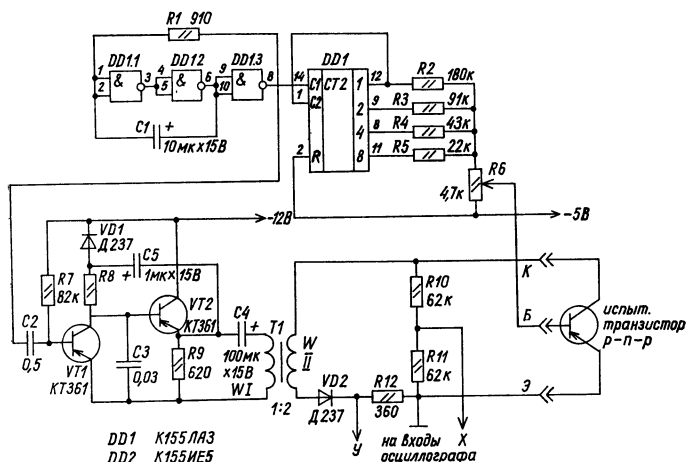 R1 910
DD1.1
DD1.2
DD1.3
DD1
1
2
&
3
4
5
&
6
9
10
&
8
C1 +
10мк×15В
14
1
2
C1
C2
R
CT2
1
2
4
8
12
9
8
11
R2
180к
R3
91к
R4
43к
R5
22к
R6
4,7к
-12В
-5В
VD1
Д237
C5
+
1мк×15В
R7
82к
R8
VT2
КТ361
C2
0,5
VT1
КТ361
C3
0,03
R9
620
C4
+
100мк
×15В
WI
T1
1:2
W
II
VD2
Д237
R12
360
R10
62к
R11
62к
К
Б
Э
испыт.
транзистор
p-n-p
У
на входы
осциллографа
X
DD1 К155ЛА3
DD2 К155ИЕ5